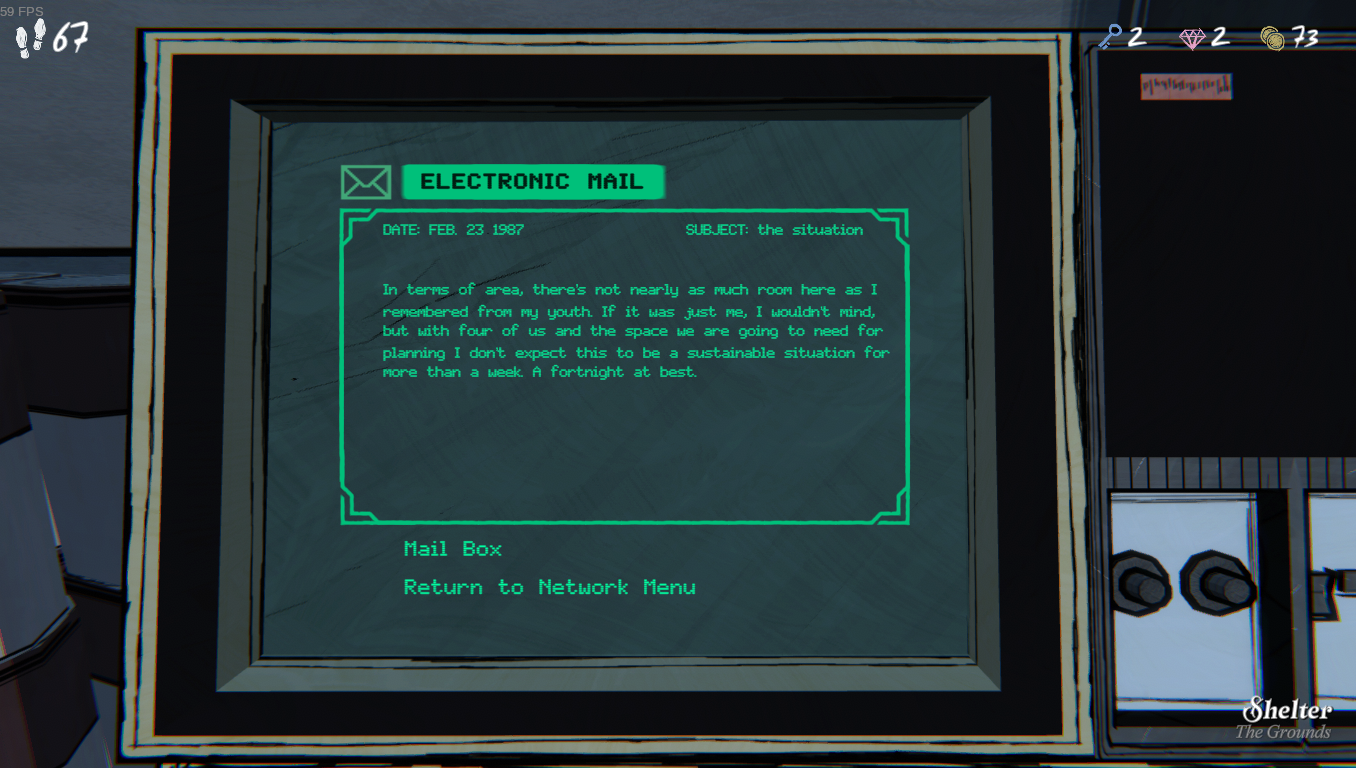 59 FPS
67
2
2
73
ELECTRONIC MAIL
DATE: FEB. 23 1987 SUBJECT: the situation
In terms of area, there's not nearly as much room here as I
remembered from my youth. If it was just me, I wouldn't mind,
but with four of us and the space we are going to need for
planning I don't expect this to be a sustainable situation for
more than a week. A fortnight at best.
Mail Box
Return to Network Menu
Shelter
The Grounds